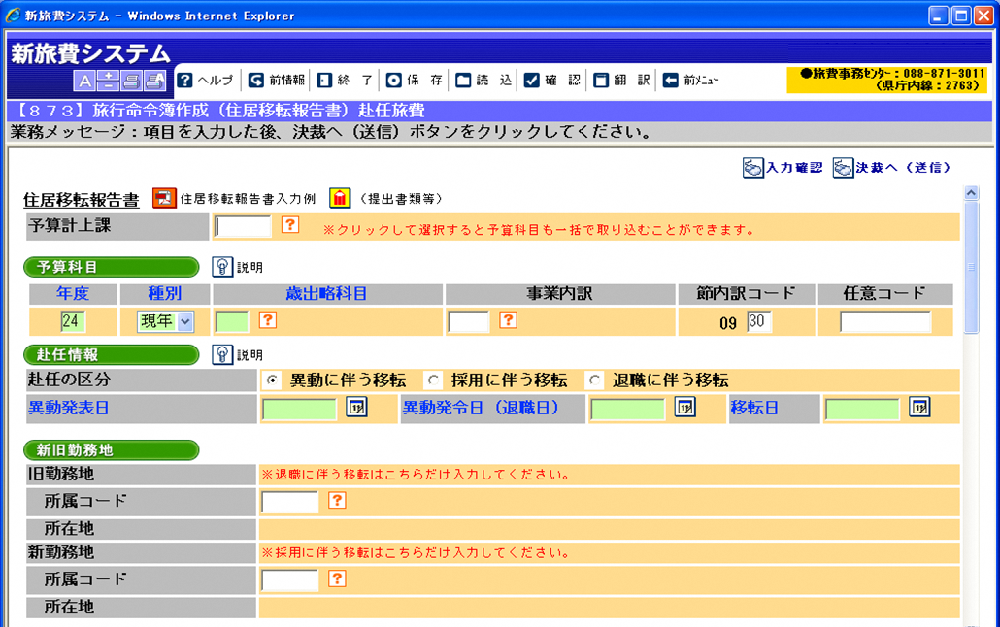 新旅費システム - Windows Internet Explorer
新旅費システム
A ヘルプ 前情報 終 了 保 存 読 込 確 認 翻 訳 前メニュー
●旅費事務センター：088-871-3011
（県庁内線：2763）
【８７３】旅行命令簿作成（住居移転報告書）赴任旅費
業務メッセージ：項目を入力した後、決裁へ（送信）ボタンをクリックしてください。
入力確認 決裁へ（送信）
住居移転報告書 住居移転報告書入力例 （提出書類等）
予算計上課 ? ※クリックして選択すると予算科目も一括で取り込むことができます。
予算科目 説明
年度 種別 歳出略科目 事業内訳 節内訳コード 任意コード
24 現年 ? ? 09 30
赴任情報 説明
赴任の区分 異動に伴う移転 採用に伴う移転 退職に伴う移転
異動発表日 異動発令日（退職日） 移転日
新旧勤務地
旧勤務地 ※退職に伴う移転はこちらだけ入力してください。
所属コード ?
所在地
新勤務地 ※採用に伴う移転はこちらだけ入力してください。
所属コード ?
所在地